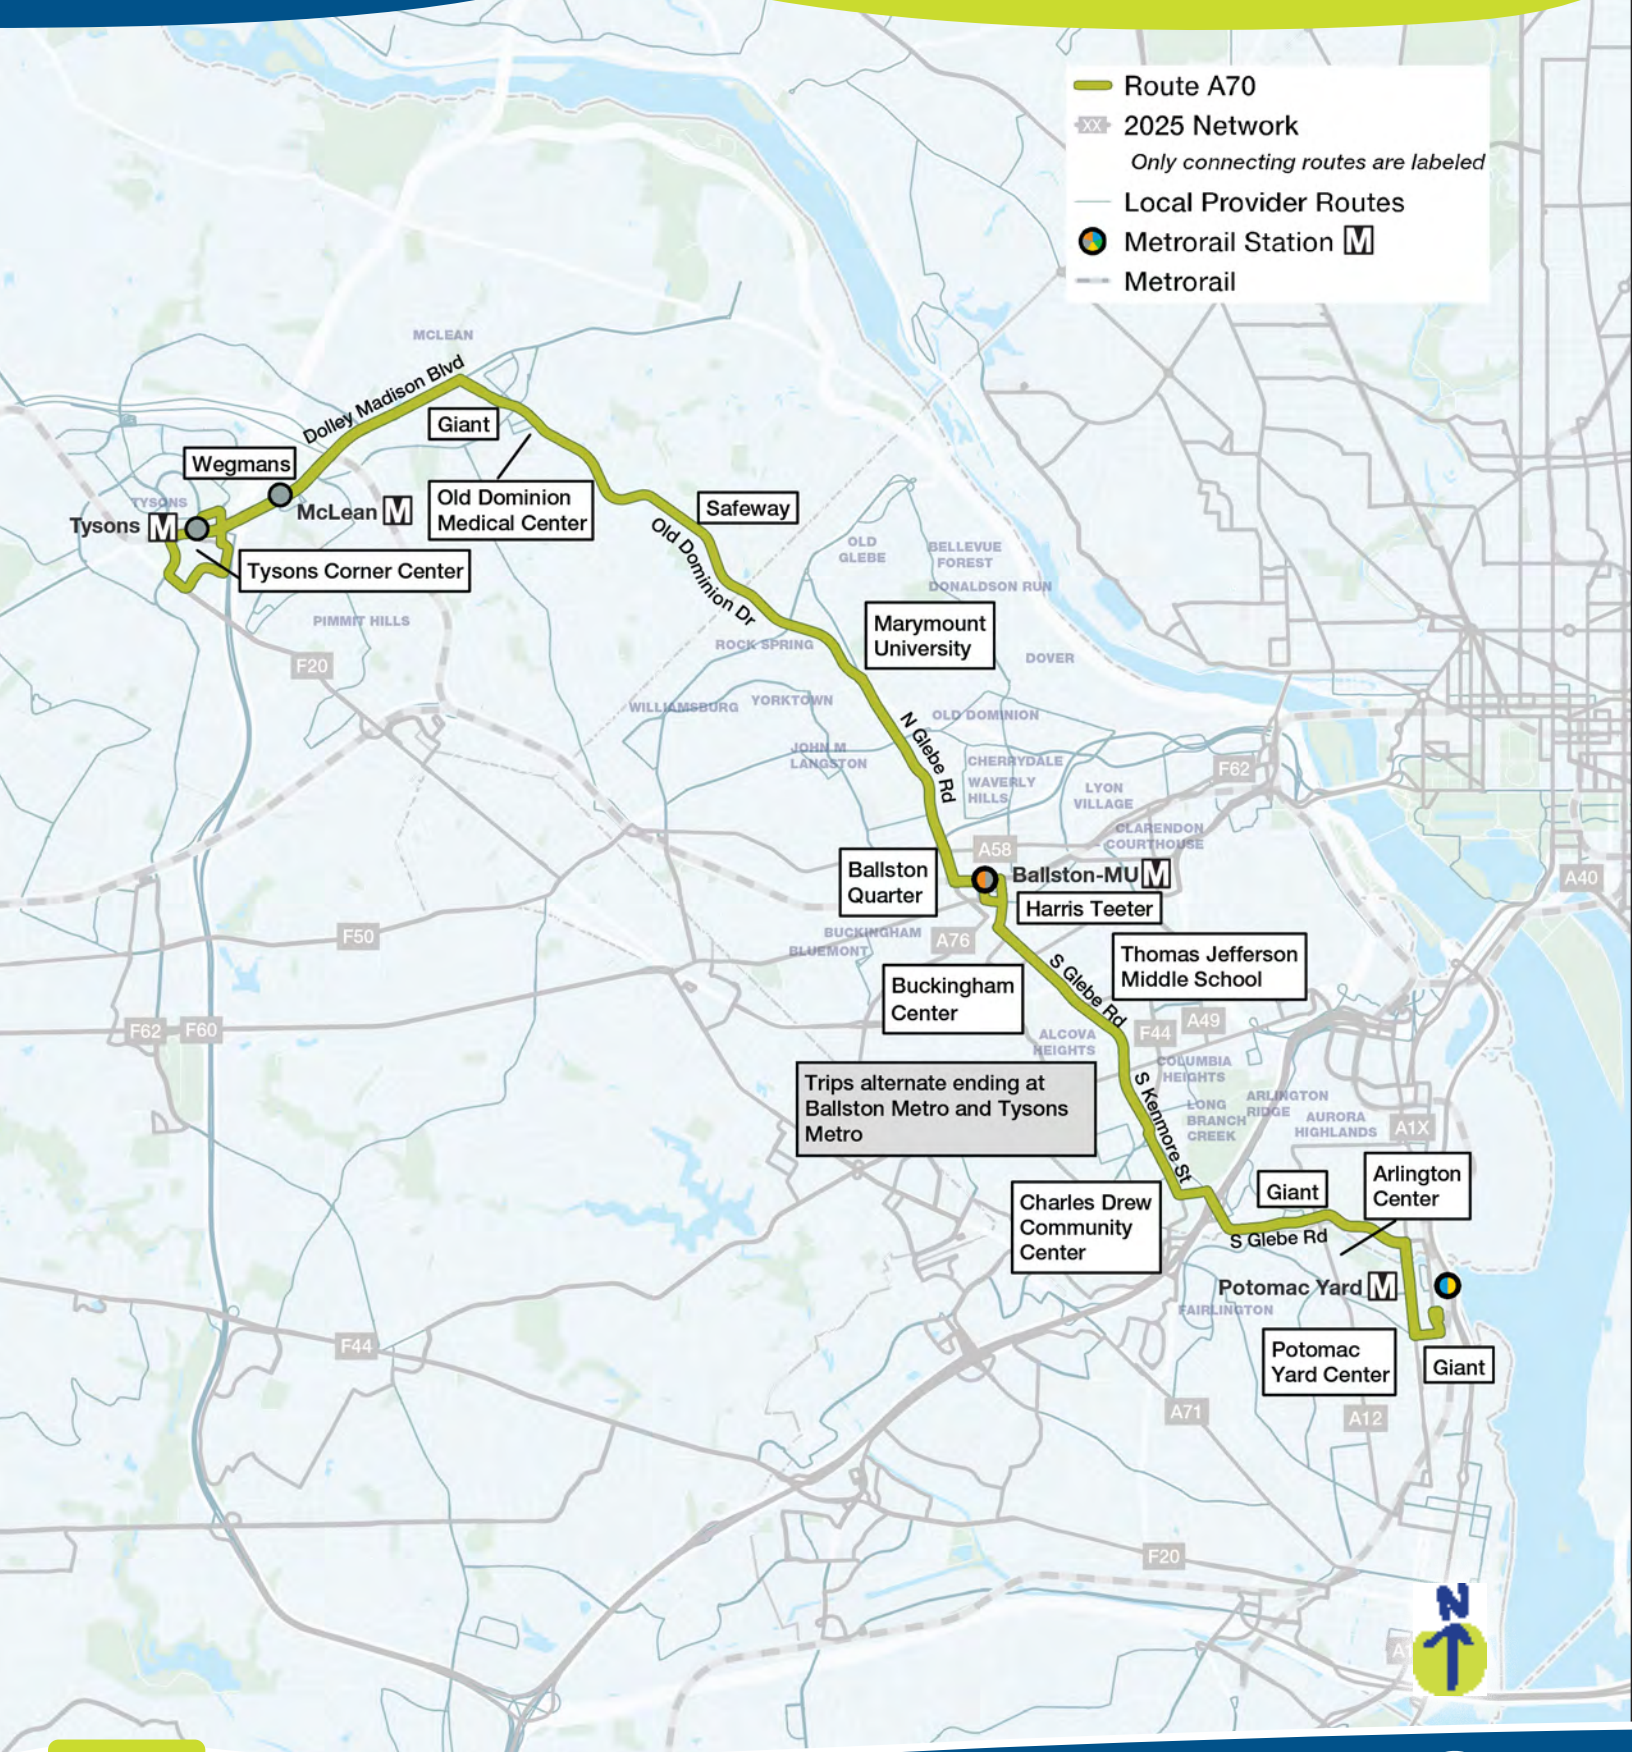 Route A70
XX 2025 Network
Only connecting routes are labeled
Local Provider Routes
Metrorail Station M
Metrorail
MCLEAN
Dolley Madison Blvd
Giant
Wegmans
TYSONS
Tysons M
McLean M
Old Dominion
Medical Center
Tysons Corner Center
Safeway
Old Dominion Dr
OLD
GLEBE
BELLEVUE
FOREST
DONALDSON RUN
PIMMIT HILLS
ROCK SPRING
Marymount
University
DOVER
F20
WILLIAMSBURG
YORKTOWN
OLD DOMINION
N Glebe Rd
JOHN M
LANGSTON
CHERRYDALE
WAVERLY
HILLS
F62
LYON
VILLAGE
CLARENDON
COURTHOUSE
A58
Ballston
Quarter
Ballston-MU M
A40
Harris Teeter
F50
BUCKINGHAM
BLUEMONT
A76
Thomas Jefferson
Middle School
S Glebe Rd
Buckingham
Center
F62
F60
ALCOVA
HEIGHTS
F44
A49
COLUMBIA
HEIGHTS
Trips alternate ending at
Ballston Metro and Tysons
Metro
S Kenmore St
LONG
BRANCH
CREEK
ARLINGTON
RIDGE
AURORA
HIGHLANDS
A1X
Arlington
Center
Giant
Charles Drew
Community
Center
S Glebe Rd
Potomac Yard M
FAIRLINGTON
F44
Potomac
Yard Center
Giant
A71
A12
F20
N